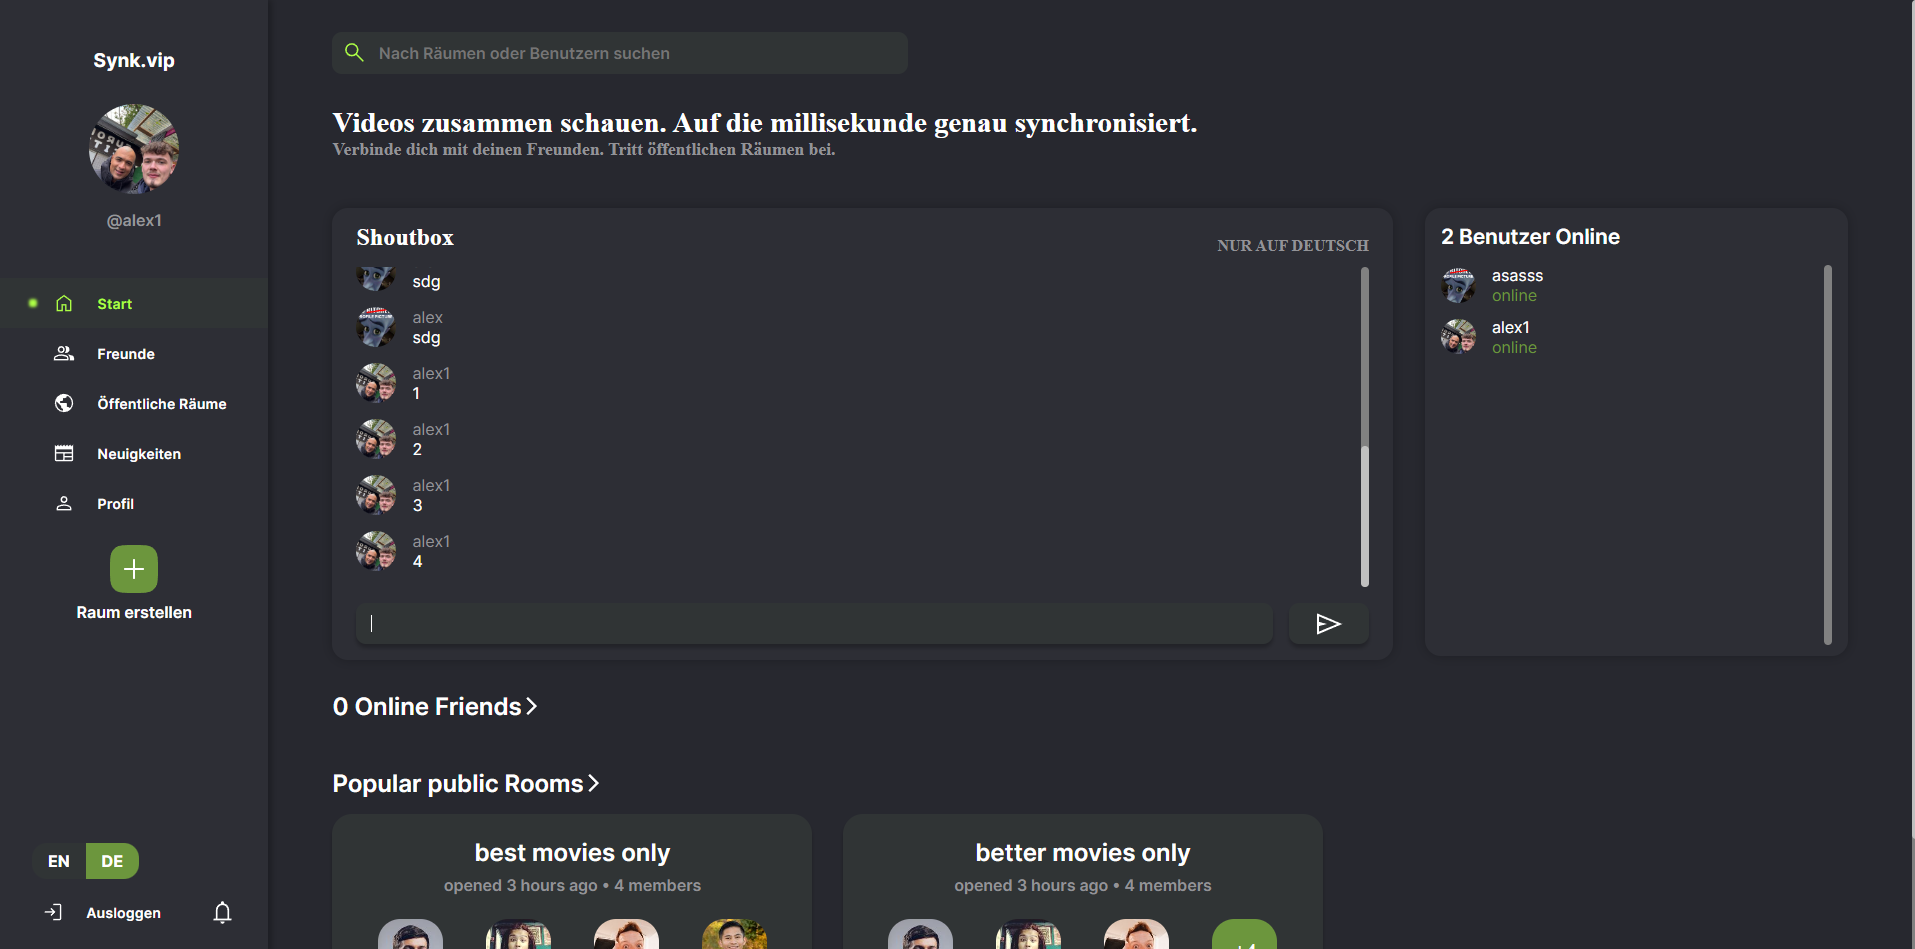 Synk.vip
@alex1
Start
Freunde
Öffentliche Räume
Neuigkeiten
Profil
Raum erstellen
EN DE
Ausloggen
Nach Räumen oder Benutzern suchen
Videos zusammen schauen. Auf die millisekunde genau synchronisiert.
Verbinde dich mit deinen Freunden. Tritt öffentlichen Räumen bei.
Shoutbox
NUR AUF DEUTSCH
sdg
alex
sdg
alex1
1
alex1
2
alex1
3
alex1
4
2 Benutzer Online
asasss
online
alex1
online
0 Online Friends
Popular public Rooms
best movies only
opened 3 hours ago • 4 members
better movies only
opened 3 hours ago • 4 members